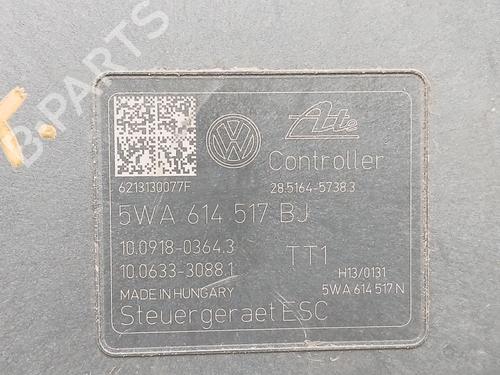 B-PARTS
Ate
Controller
6213130077F
28.5164-5738.3
5WA 614 517 BJ
10.0918-0364.3
TT1
10.0633-3088.1
H13/0131
MADE IN HUNGARY
5WA 614 517 N
Steuergeraet ESC